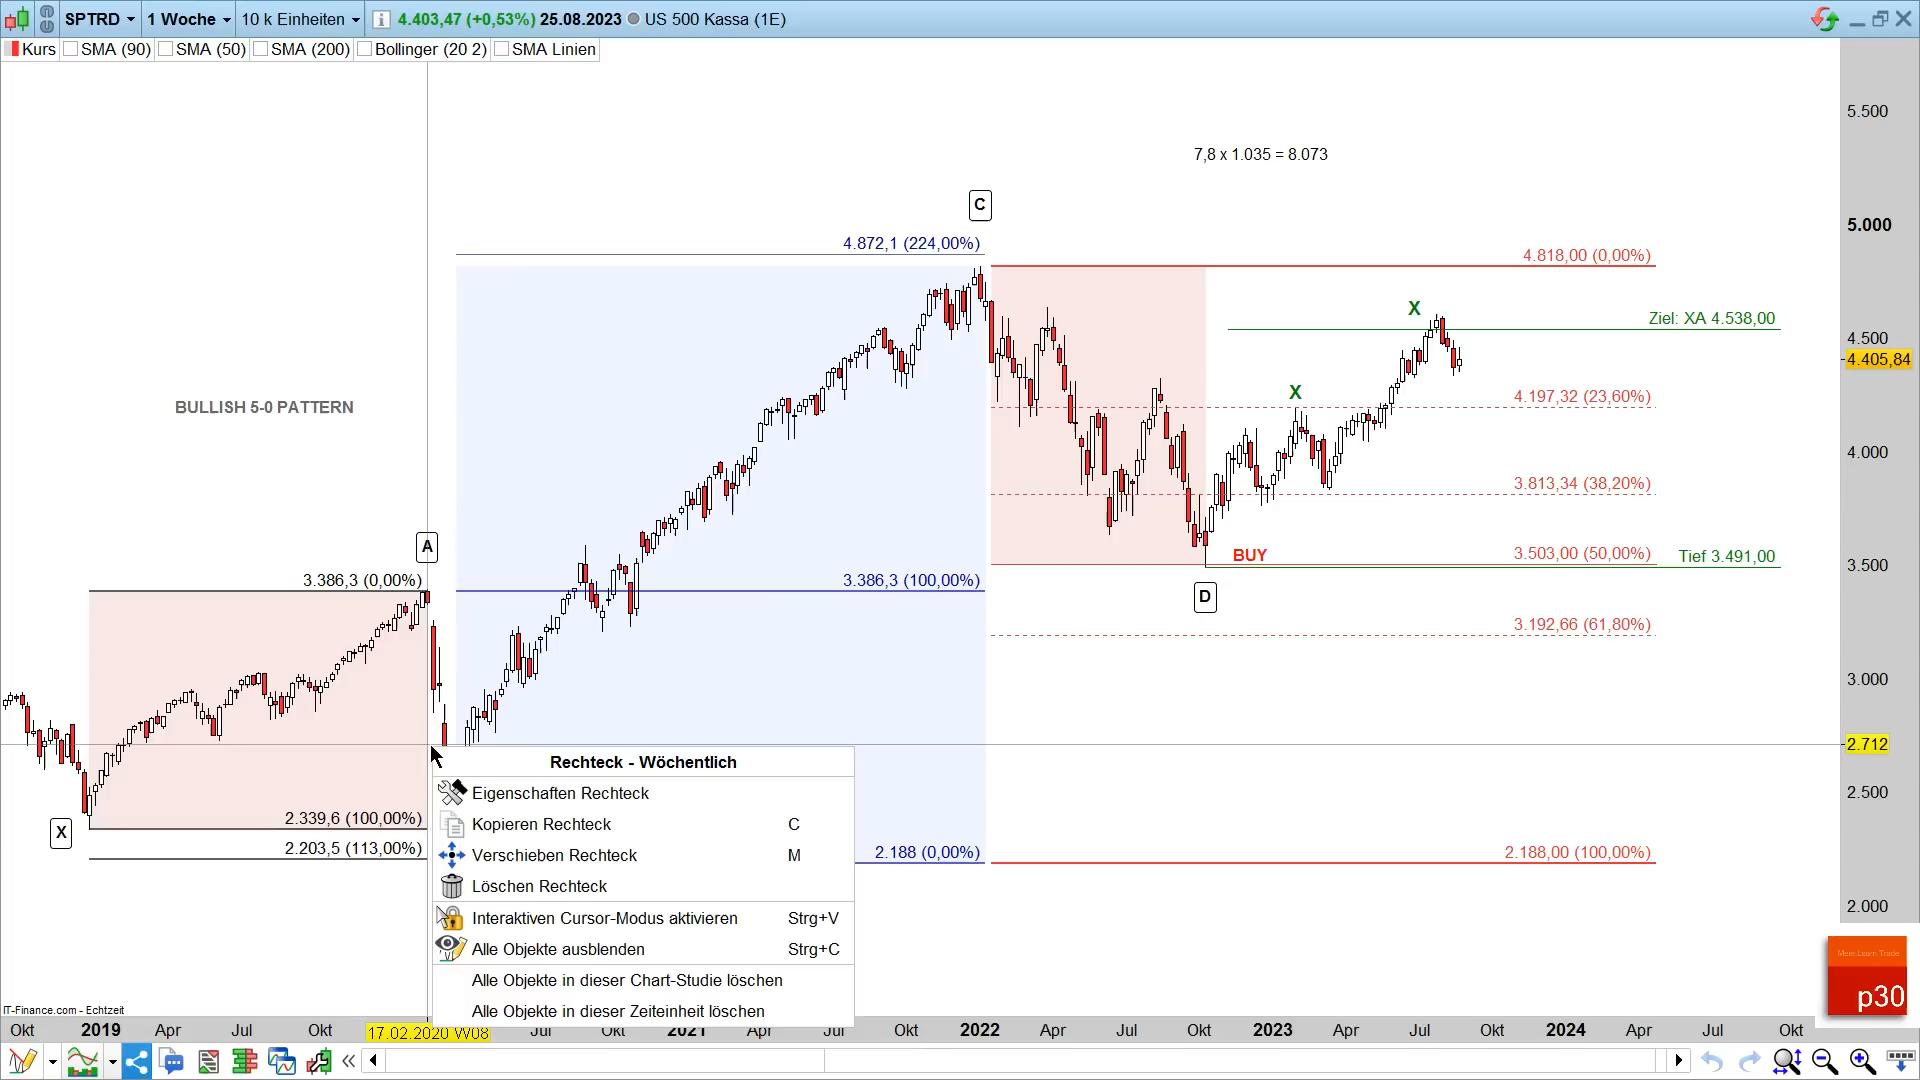 SPTRD
1 Woche
10 k Einheiten
4.403,47 (+0,53%) 25.08.2023 US 500 Kassa (1E)
Kurs SMA (90) SMA (50) SMA (200) Bollinger (20 2) SMA Linien
5.500
7,8 x 1.035 = 8.073
C
5.000
4.872,1 (224,00%)
4.818,00 (0,00%)
X
Ziel: XA 4.538,00
4.500
4.405,84
X
4.197,32 (23,60%)
BULLISH 5-0 PATTERN
4.000
3.813,34 (38,20%)
A
BUY
3.503,00 (50,00%)
Tief 3.491,00
3.500
3.386,3 (0,00%)
3.386,3 (100,00%)
D
3.192,66 (61,80%)
3.000
2.712
Rechteck - Wöchentlich
Eigenschaften Rechteck
2.500
2.339,6 (100,00%)
Kopieren Rechteck C
X
2.203,5 (113,00%)
Verschieben Rechteck M
2.188 (0,00%)
2.188,00 (100,00%)
Löschen Rechteck
2.000
Interaktiven Cursor-Modus aktivieren Strg+V
Alle Objekte ausblenden Strg+C
Alle Objekte in dieser Chart-Studie löschen
Alle Objekte in dieser Zeiteinheit löschen
More Learn Trade
p30
IT-Finance.com - Echtzeit
Okt 2019 Apr Jul Okt 17.02.2020 W08 Jul Okt 2021 Apr Jul Okt 2022 Apr Jul Okt 2023 Apr Jul Okt 2024 Apr Jul Okt